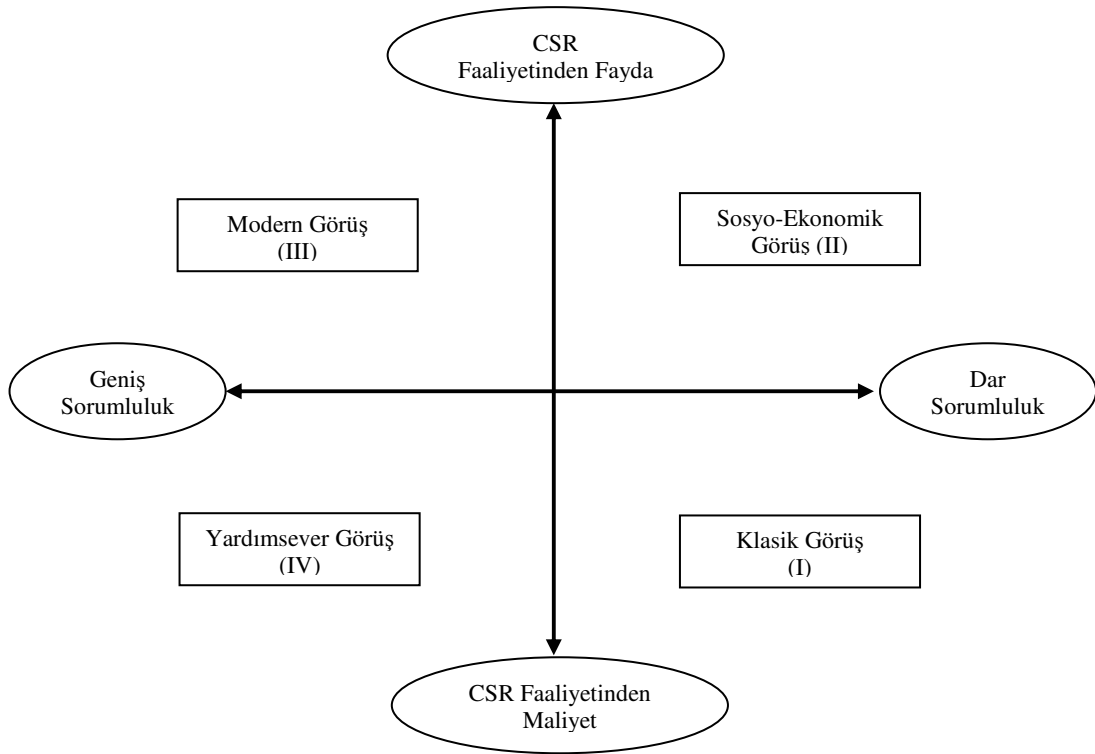 CSR
Faaliyetinden Fayda
Modern Görüş
(III)
Sosyo-Ekonomik
Görüş (II)
Geniş
Sorumluluk
Dar
Sorumluluk
Yardımsever Görüş
(IV)
Klasik Görüş
(I)
CSR Faaliyetinden
Maliyet